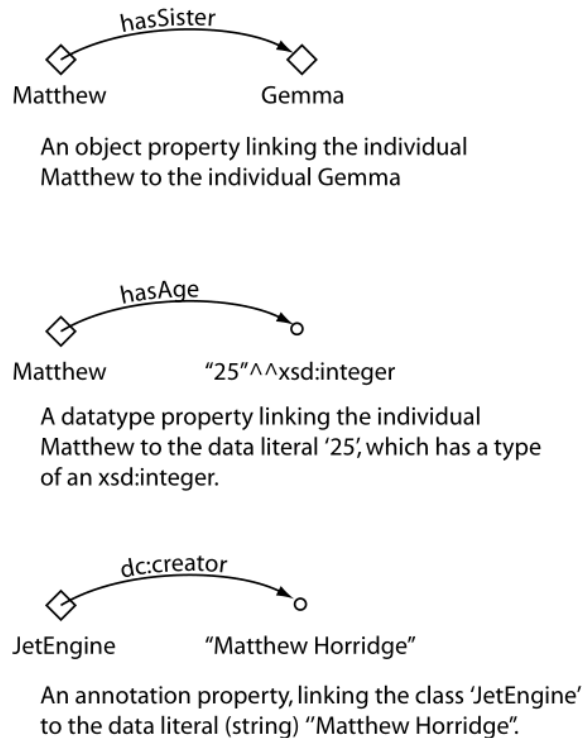 hasSister
Matthew Gemma
An object property linking the individual
Matthew to the individual Gemma
hasAge
Matthew “25”^^xsd:integer
A datatype property linking the individual
Matthew to the data literal ‘25’, which has a type
of an xsd:integer.
dc:creator
JetEngine “Matthew Horridge”
An annotation property, linking the class ‘JetEngine’
to the data literal (string) ”Matthew Horridge”.